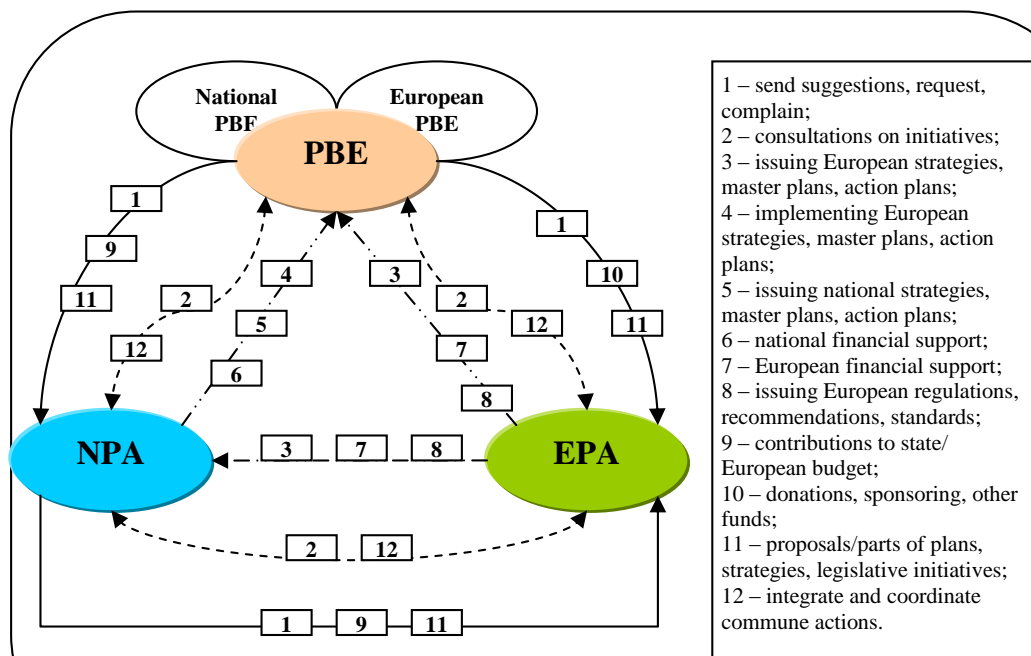 National
PBE
European
PBE
PBE
1
9
11
2
12
4
5
6
3
7
8
2
12
1
10
11
NPA
EPA
3 7 8
2 12
1 9 11
1 – send suggestions, request,
complain;
2 – consultations on initiatives;
3 – issuing European strategies,
master plans, action plans;
4 – implementing European
strategies, master plans, action
plans;
5 – issuing national strategies,
master plans, action plans;
6 – national financial support;
7 – European financial support;
8 – issuing European regulations,
recommendations, standards;
9 – contributions to state/
European budget;
10 – donations, sponsoring, other
funds;
11 – proposals/parts of plans,
strategies, legislative initiatives;
12 – integrate and coordinate
commune actions.